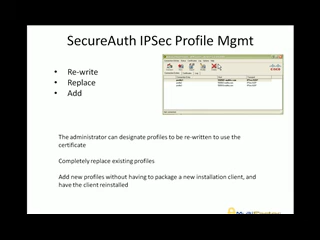 SecureAuth IPSec Profile Mgmt
• Re-write
• Replace
• Add
The administrator can designate profiles to be re-written to use the
certificate
Completely replace existing profiles
Add new profiles without having to package a new installation client, and
have the client reinstalled